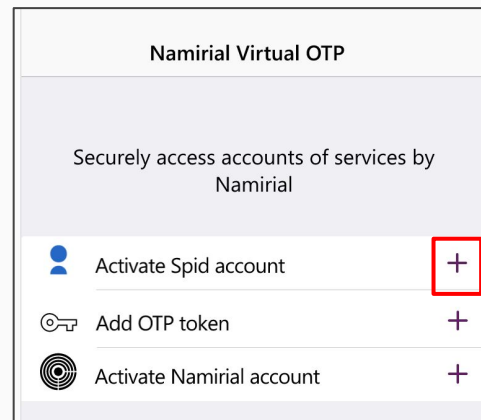 Namirial Virtual OTP
Securely access accounts of services by
Namirial
Activate Spid account
Add OTP token
Activate Namirial account